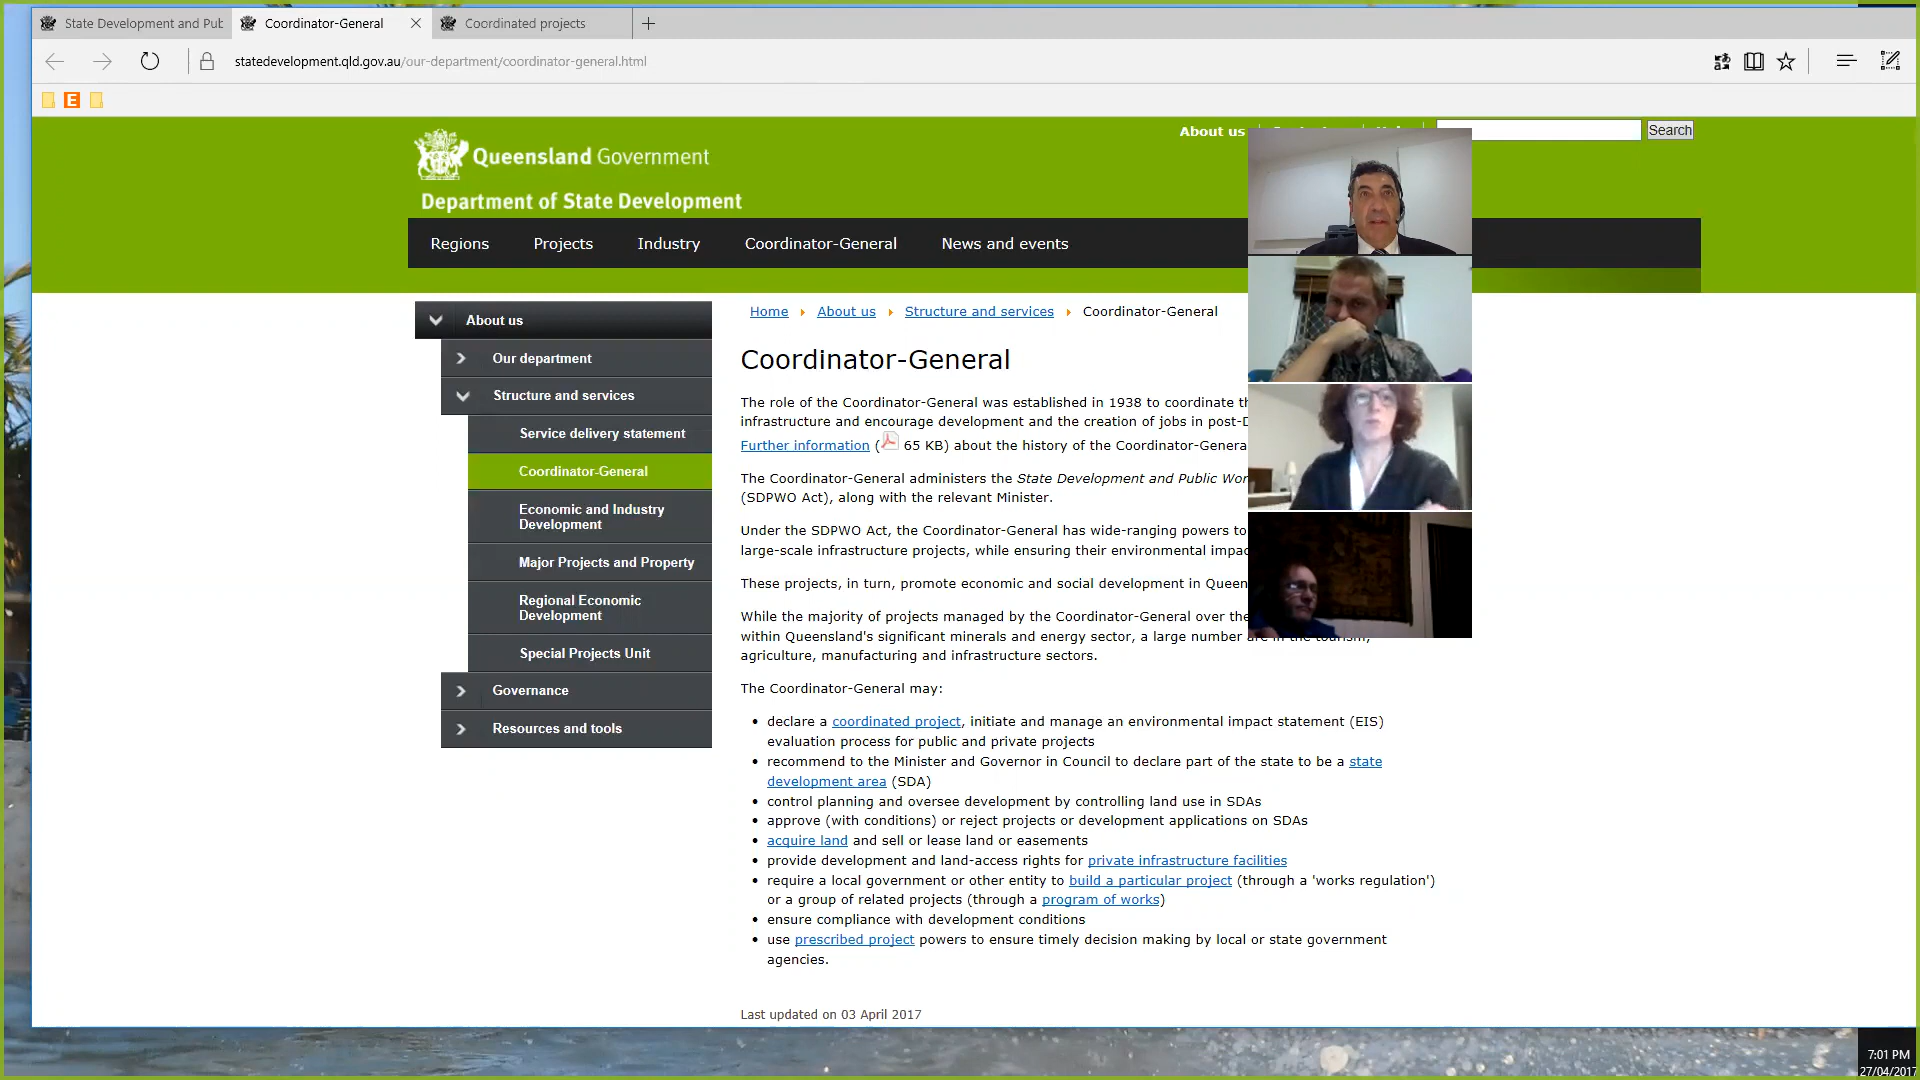 State Development and Pub
Coordinator-General
Coordinated projects
statedevelopment.qld.gov.au/our-department/coordinator-general.html
E
About us
Search
Queensland Government
Department of State Development
Regions
Projects
Industry
Coordinator-General
News and events
About us
Our department
Structure and services
Service delivery statement
Coordinator-General
Economic and Industry
Development
Major Projects and Property
Regional Economic
Development
Special Projects Unit
Governance
Resources and tools
Home
About us
Structure and services
Coordinator-General
Coordinator-General
The role of the Coordinator-General was established in 1938 to coordinate th
infrastructure and encourage development and the creation of jobs in post-D
Further information ( 65 KB) about the history of the Coordinator-Genera
The Coordinator-General administers the State Development and Public Wor
(SDPWO Act), along with the relevant Minister.
Under the SDPWO Act, the Coordinator-General has wide-ranging powers to
large-scale infrastructure projects, while ensuring their environmental impac
These projects, in turn, promote economic and social development in Queen
While the majority of projects managed by the Coordinator-General over the
within Queensland's significant minerals and energy sector, a large number are in the tourism,
agriculture, manufacturing and infrastructure sectors.
The Coordinator-General may:
• declare a coordinated project, initiate and manage an environmental impact statement (EIS)
evaluation process for public and private projects
• recommend to the Minister and Governor in Council to declare part of the state to be a state
development area (SDA)
• control planning and oversee development by controlling land use in SDAs
• approve (with conditions) or reject projects or development applications on SDAs
• acquire land and sell or lease land or easements
• provide development and land-access rights for private infrastructure facilities
• require a local government or other entity to build a particular project (through a 'works regulation')
or a group of related projects (through a program of works)
• ensure compliance with development conditions
• use prescribed project powers to ensure timely decision making by local or state government
agencies.
Last updated on 03 April 2017
7:01 PM
27/04/2017